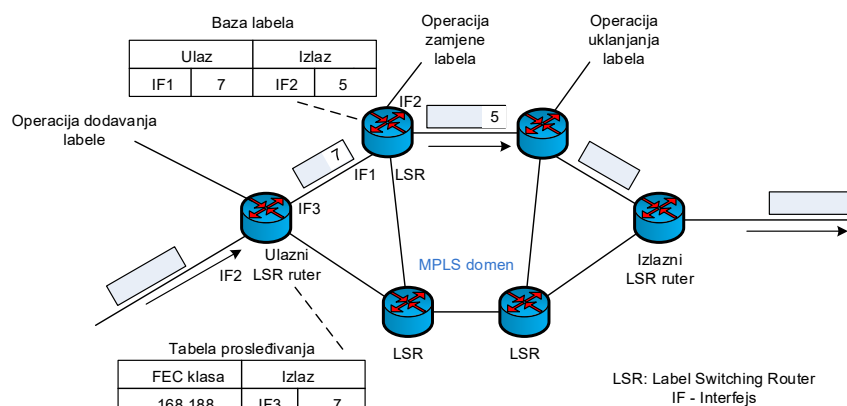 Baza labela
Ulaz Izlaz
IF1 7 IF2 5
Operacija
zamjene
labela
Operacija
uklanjanja
labela
Operacija dodavanja
labele
IF2
5
7
IF1
LSR
IF3
Ulazni
LSR ruter
IF2
MPLS domen
Izlazni
LSR ruter
LSR
LSR
Tabela prosleđivanja
FEC klasa Izlaz
168.188 IF3 7
LSR: Label Switching Router
IF - Interfejs